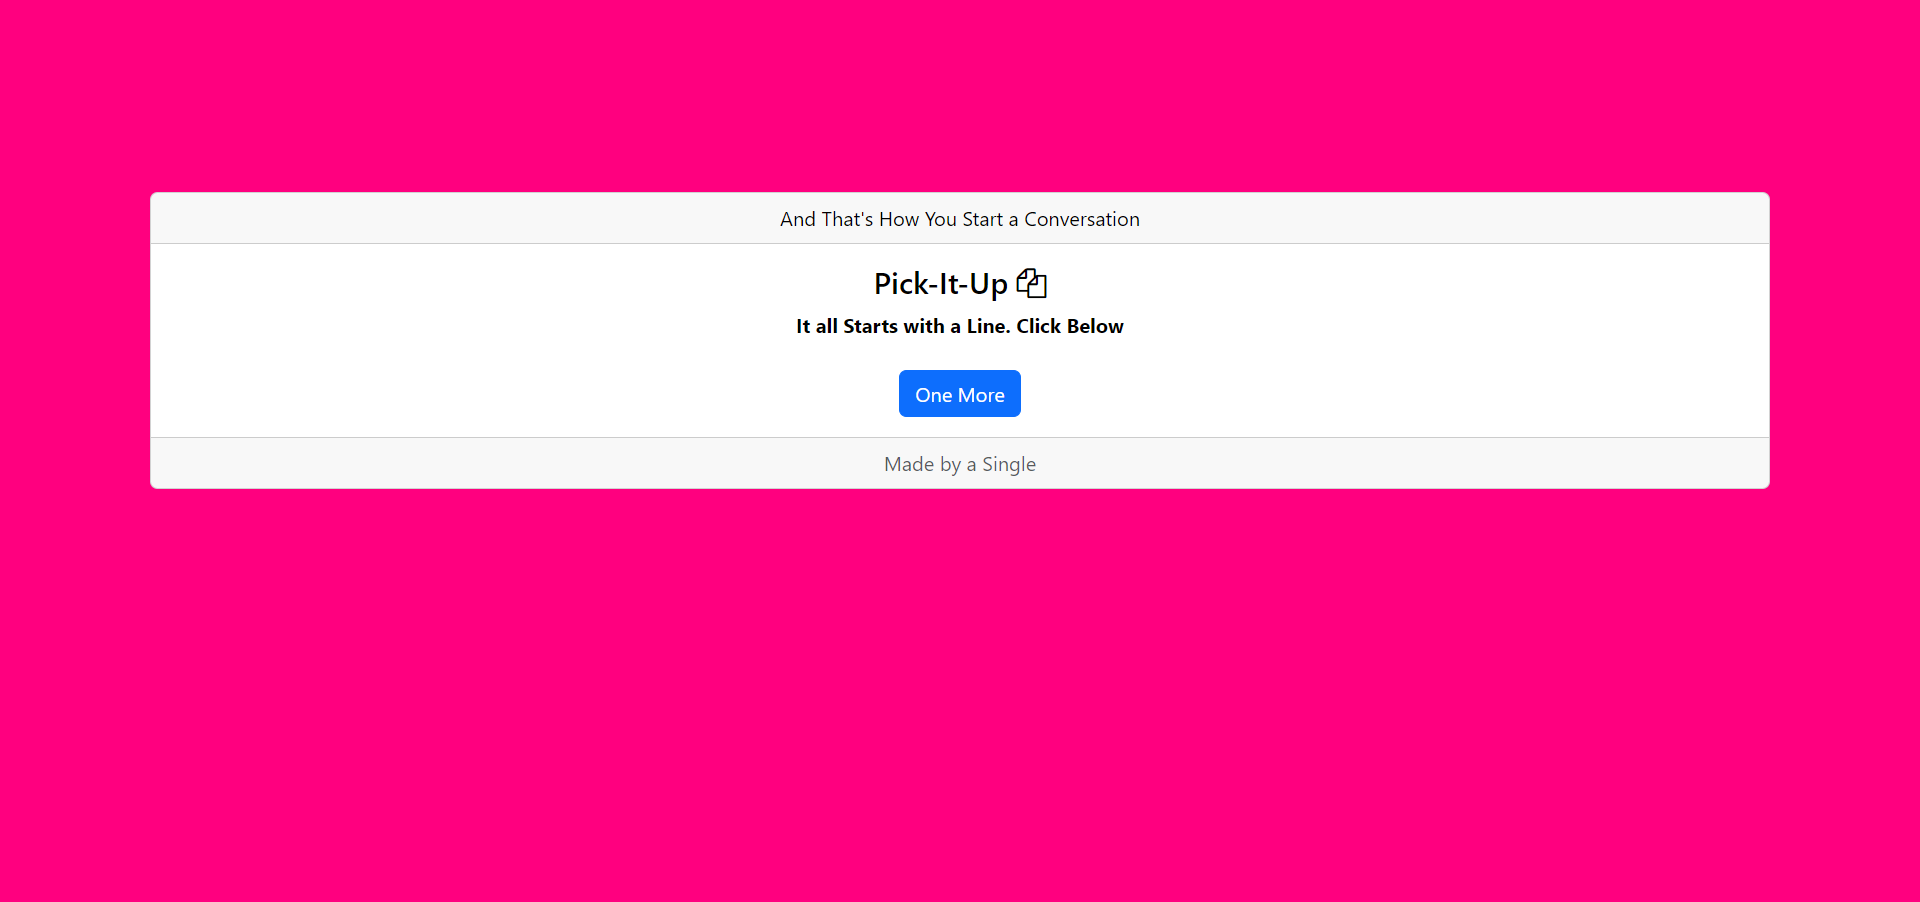 And That's How You Start a Conversation
Pick-It-Up
It all Starts with a Line. Click Below
One More
Made by a Single